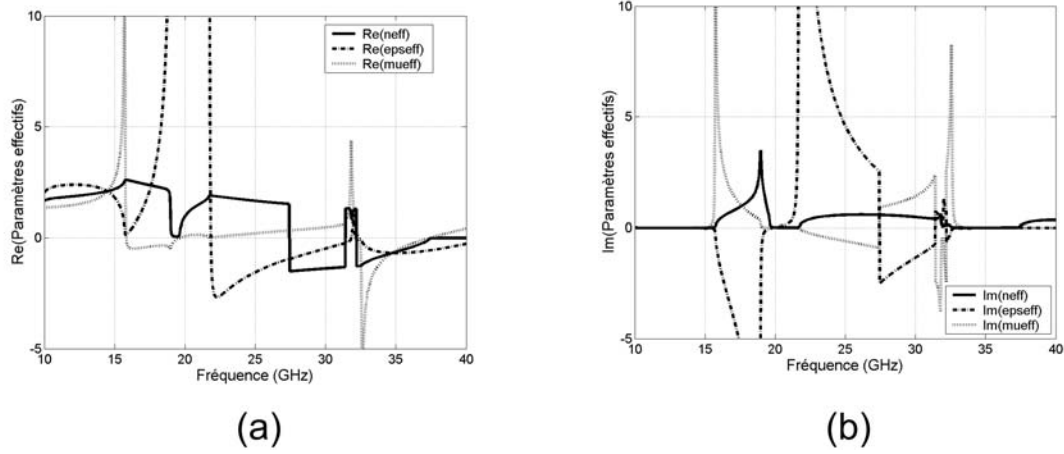 10
5
0
-5
Re(Paramètres effectifs)
Re(neff)
Re(epseff)
Re(mueff)
10 15 20 25 30 35 40
Fréquence (GHz)
(a)
10
5
0
-5
Im(Paramètres effectifs)
Im(neff)
Im(epseff)
Im(mueff)
10 15 20 25 30 35 40
Fréquence (GHz)
(b)